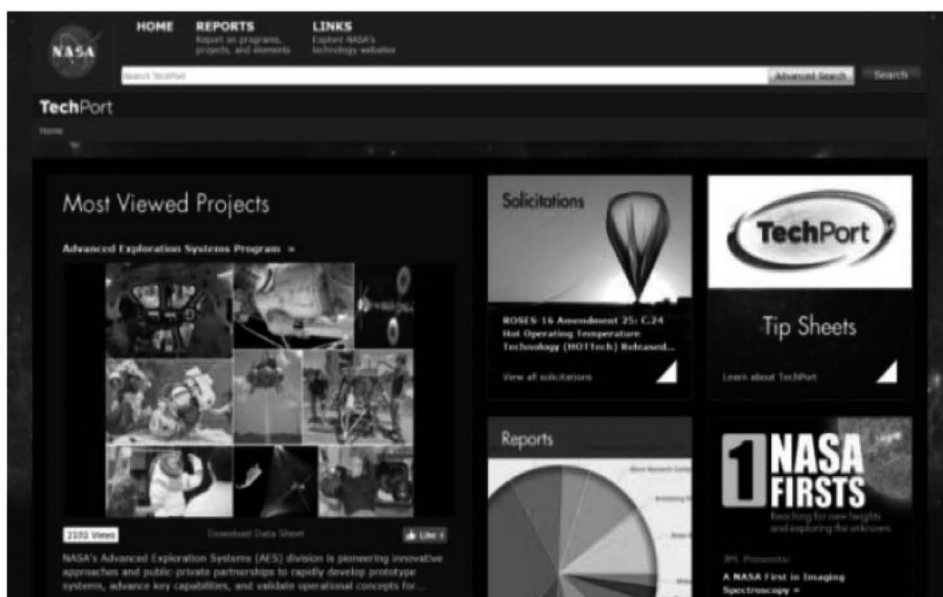 NASA
HOME
REPORTS
Report on programs,
projects, and elements
LINKS
Explore NASA's
technology websites
Search TechPort
Advanced Search
Search
TechPort
Home
Most Viewed Projects
Advanced Exploration Systems Program »
2102 Views
Download Data Sheet
Like
NASA's Advanced Exploration Systems (AES) division is pioneering innovative
approaches and public-private partnerships to rapidly develop prototype
systems, advance key capabilities, and validate operational concepts for...
Solicitations
ROSES-16 Amendment 25: C.24
Hot Operating Temperature
Technology (HOTTech) Released...
View all solicitations
TechPort
Tip Sheets
Learn about TechPort
Reports
1 NASA
FIRSTS
Reaching for new heights
and exploring the unknown.
JPL Presents:
A NASA First in Imaging
Spectroscopy »